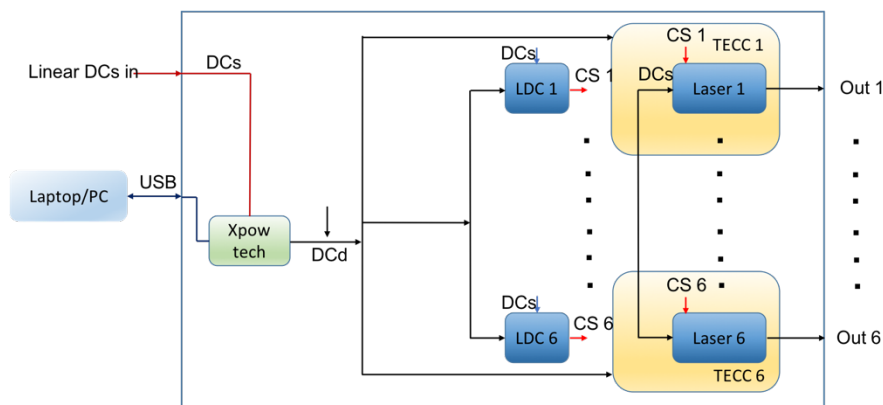 CS 1
TECC 1
DCs
CS 1
DCs
Linear DCs in
DCs
LDC 1
Laser 1
Out 1
USB
Laptop/PC
Xpow
tech
DCd
CS 6
DCs
CS 6
LDC 6
Laser 6
Out 6
TECC 6